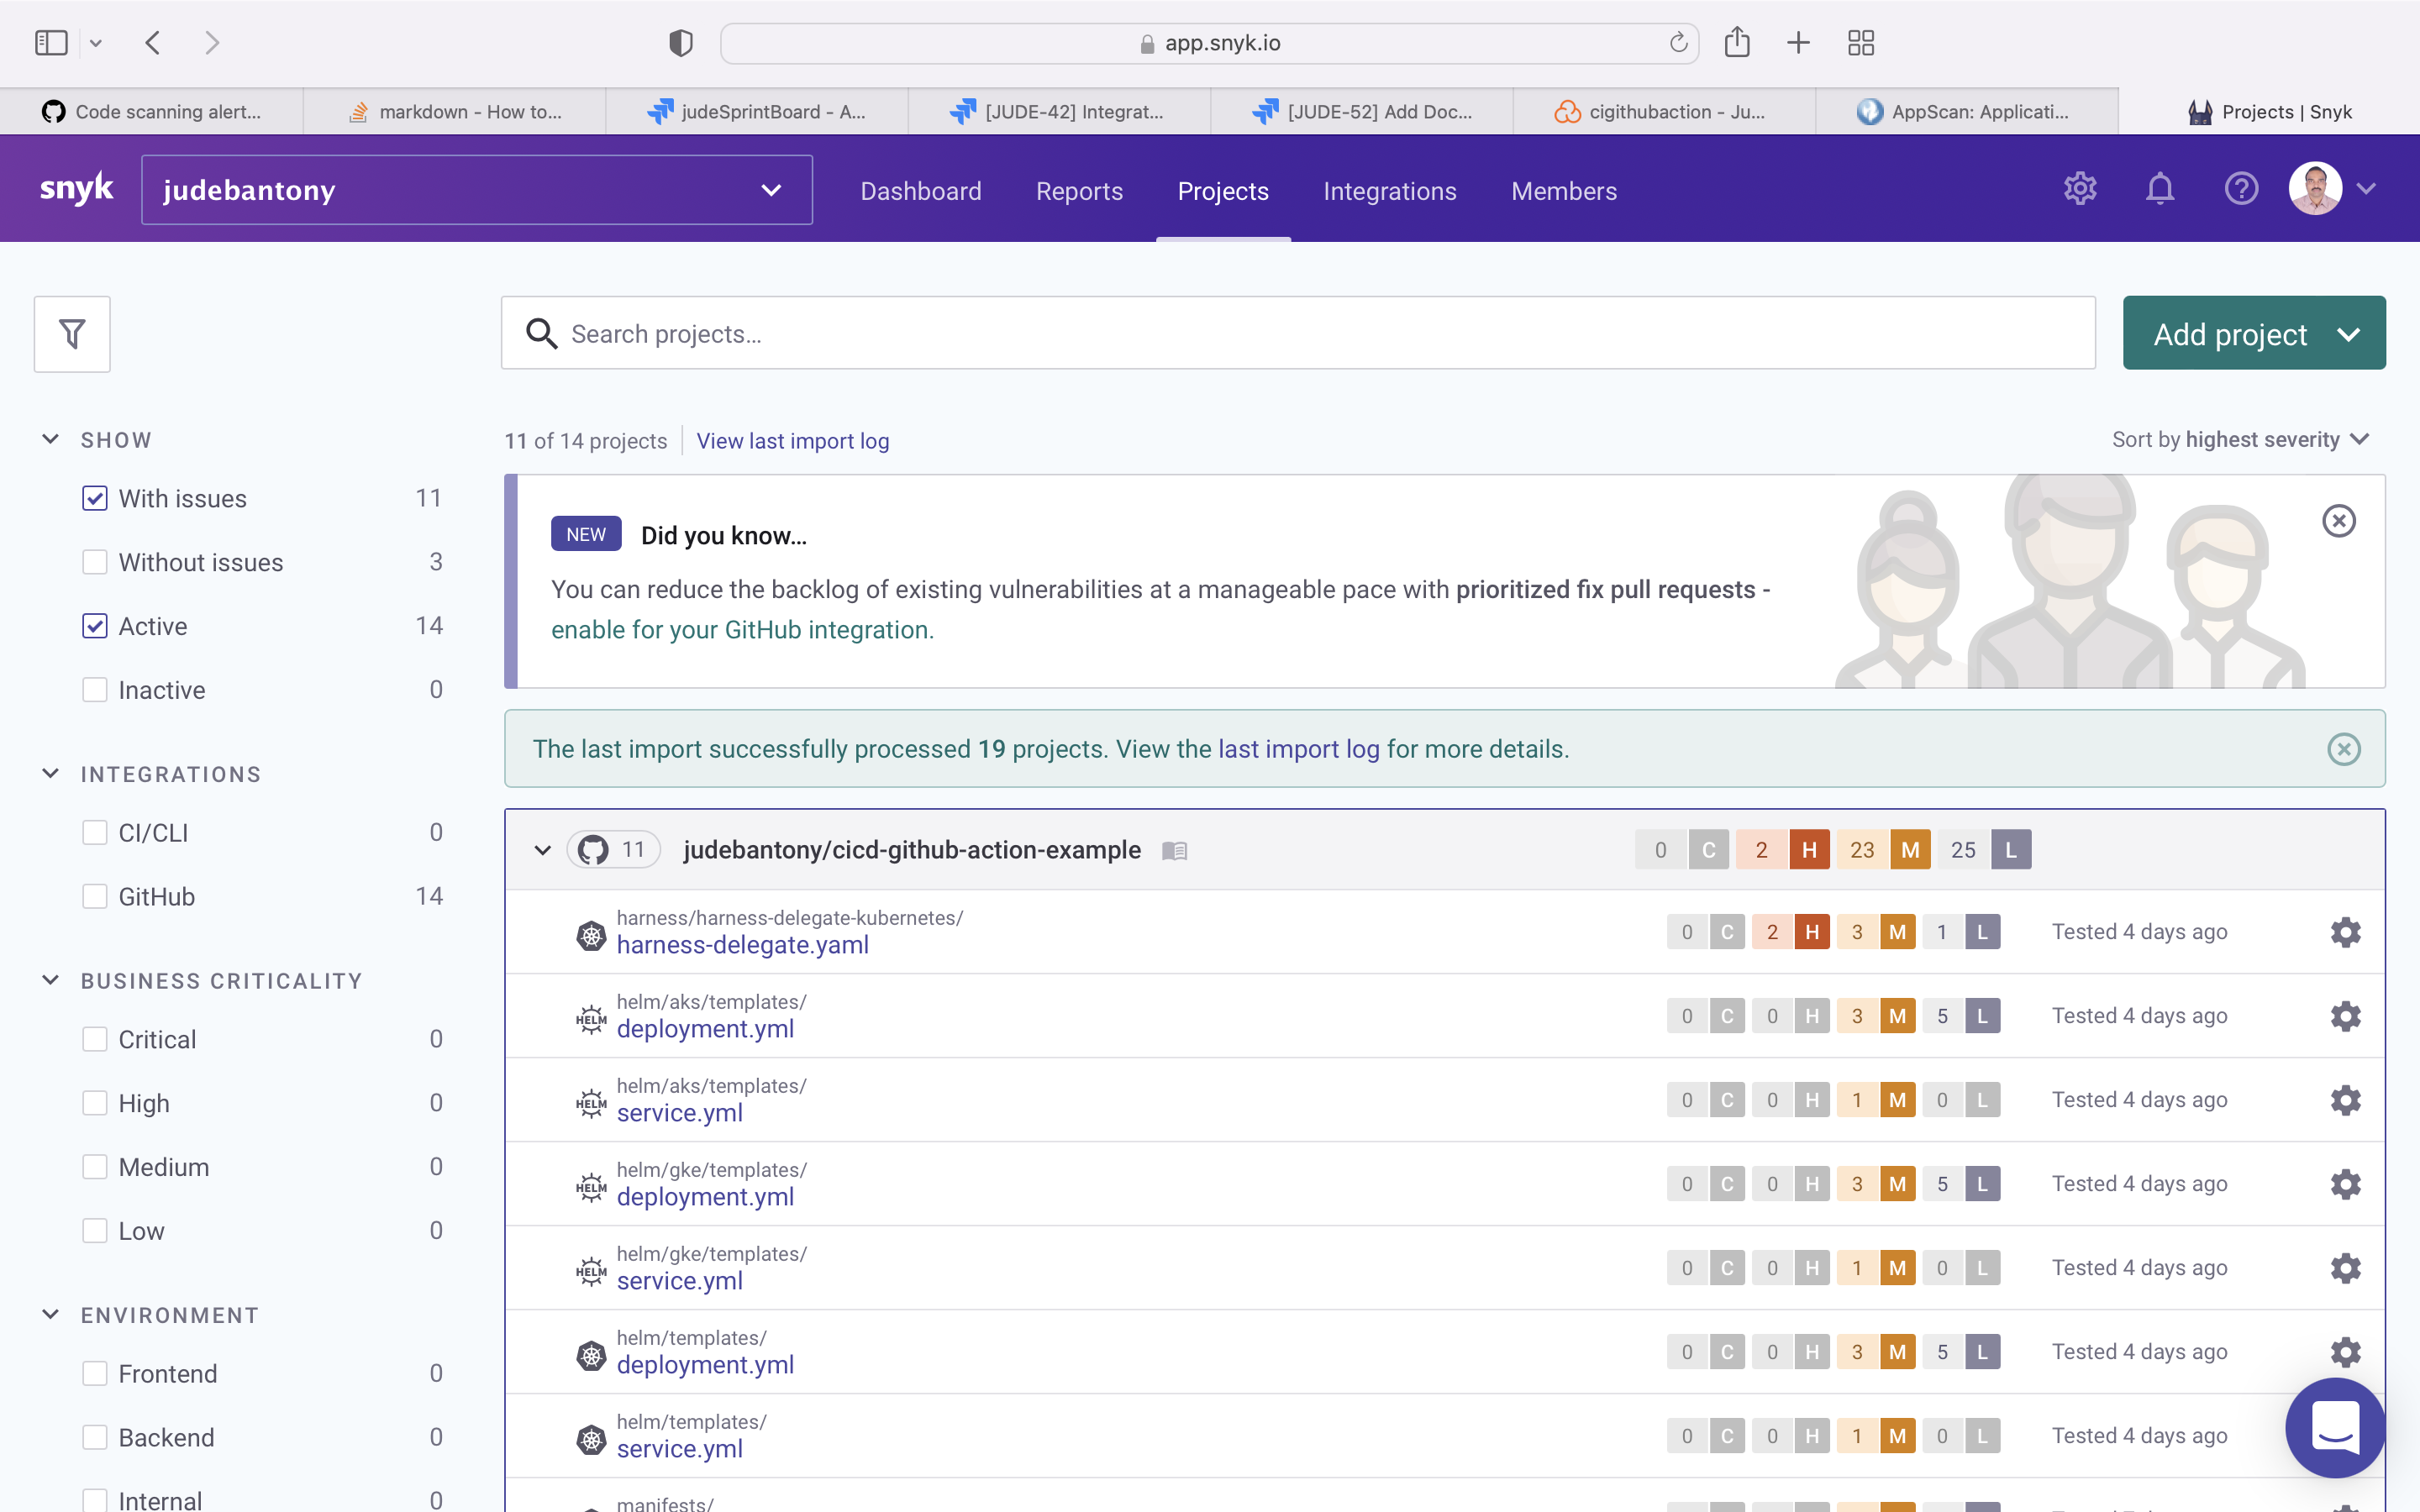 app.snyk.io
Code scanning alert...
markdown - How to...
judeSprintBoard - A...
[JUDE-42] Integrat...
[JUDE-52] Add Doc...
cigithubaction - Ju...
AppScan: Applicati...
Projects | Snyk
snyk
judebantony
Dashboard
Reports
Projects
Integrations
Members
Search projects...
Add project
SHOW
With issues 11
Without issues 3
Active 14
Inactive 0
INTEGRATIONS
CI/CLI 0
GitHub 14
BUSINESS CRITICALITY
Critical 0
High 0
Medium 0
Low 0
ENVIRONMENT
Frontend 0
Backend 0
Internal 0
11 of 14 projects
View last import log
Sort by highest severity
NEW
Did you know...
You can reduce the backlog of existing vulnerabilities at a manageable pace with prioritized fix pull requests -
enable for your GitHub integration.
The last import successfully processed 19 projects. View the last import log for more details.
11 judebantony/cicd-github-action-example 0 C 2 H 23 M 25 L
harness/harness-delegate-kubernetes/
harness-delegate.yaml 0 C 2 H 3 M 1 L Tested 4 days ago
HELM helm/aks/templates/
deployment.yml 0 C 0 H 3 M 5 L Tested 4 days ago
HELM helm/aks/templates/
service.yml 0 C 0 H 1 M 0 L Tested 4 days ago
HELM helm/gke/templates/
deployment.yml 0 C 0 H 3 M 5 L Tested 4 days ago
HELM helm/gke/templates/
service.yml 0 C 0 H 1 M 0 L Tested 4 days ago
helm/templates/
deployment.yml 0 C 0 H 3 M 5 L Tested 4 days ago
helm/templates/
service.yml 0 C 0 H 1 M 0 L Tested 4 days ago
manifests/